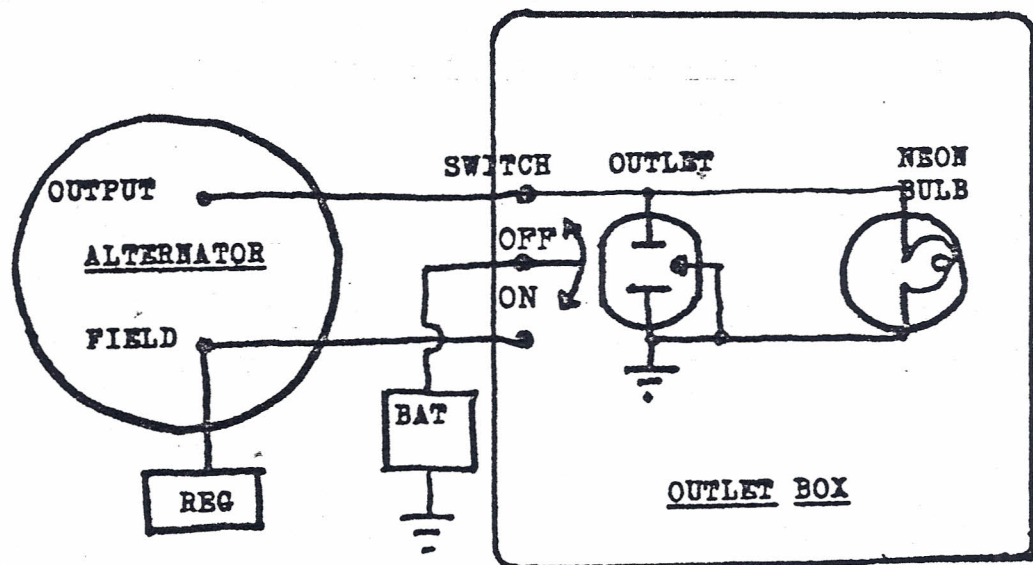 SWITCH
OUTLET
NEON
BULB
OUTPUT
OFF
ALTERNATOR
ON
FIELD
BAT
REG
OUTLET BOX